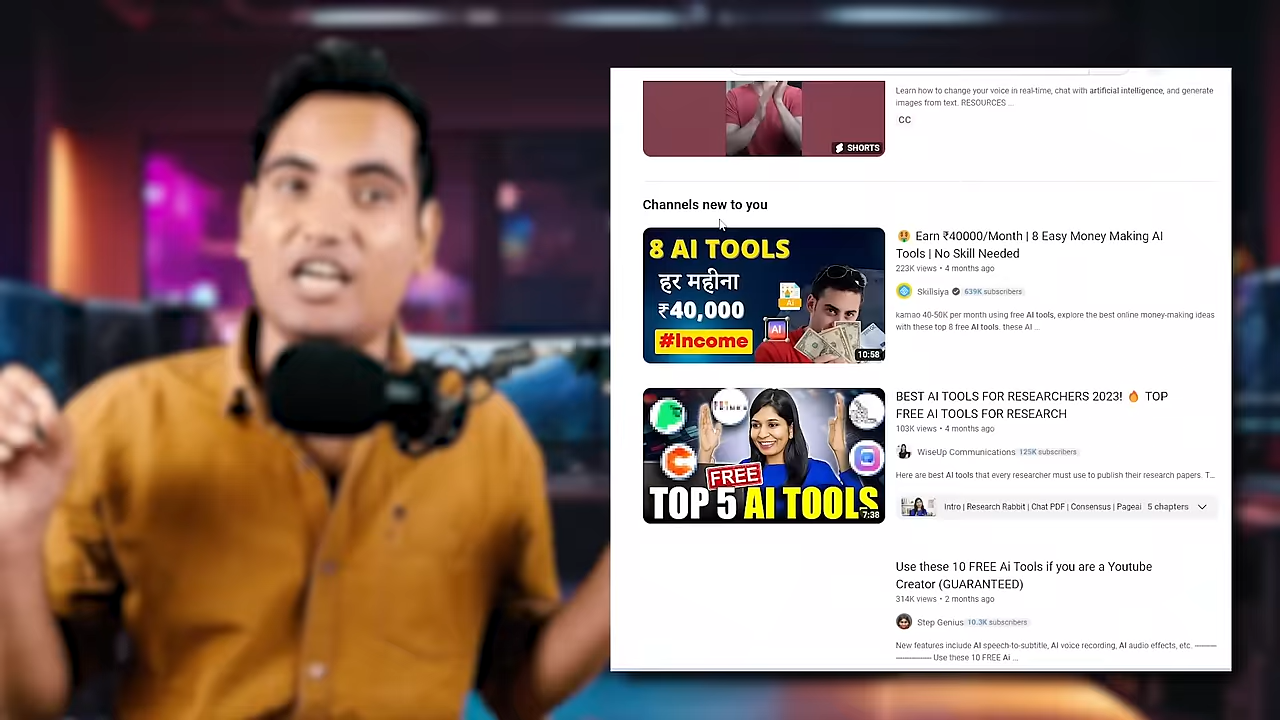 Learn how to change your voice in real-time, chat with artificial intelligence, and generate
images from text. RESOURCES ...
CC
SHORTS
Channels new to you
8 AI TOOLS
हर महीना
₹40,000
#Income
Ai
AI
10:58
🤑 Earn ₹40000/Month | 8 Easy Money Making AI
Tools | No Skill Needed
223K views • 4 months ago
Skillsiya 639K subscribers
kamao 40-50K per month using free AI tools, explore the best online money-making ideas
with these top 8 free AI tools. these AI ...
FREE
TOP 5 AI TOOLS
7:38
BEST AI TOOLS FOR RESEARCHERS 2023! 🔥 TOP
FREE AI TOOLS FOR RESEARCH
103K views • 4 months ago
WiseUp Communications 125K subscribers
Here are best AI tools that every researcher must use to publish their research papers. T...
Intro | Research Rabbit | Chat PDF | Consensus | Pageai 5 chapters
Use these 10 FREE Ai Tools if you are a Youtube
Creator (GUARANTEED)
314K views • 2 months ago
Step Genius 10.3K subscribers
New features include AI speech-to-subtitle, AI voice recording, AI audio effects, etc. ---------
-------------------- Use these 10 FREE Ai ...